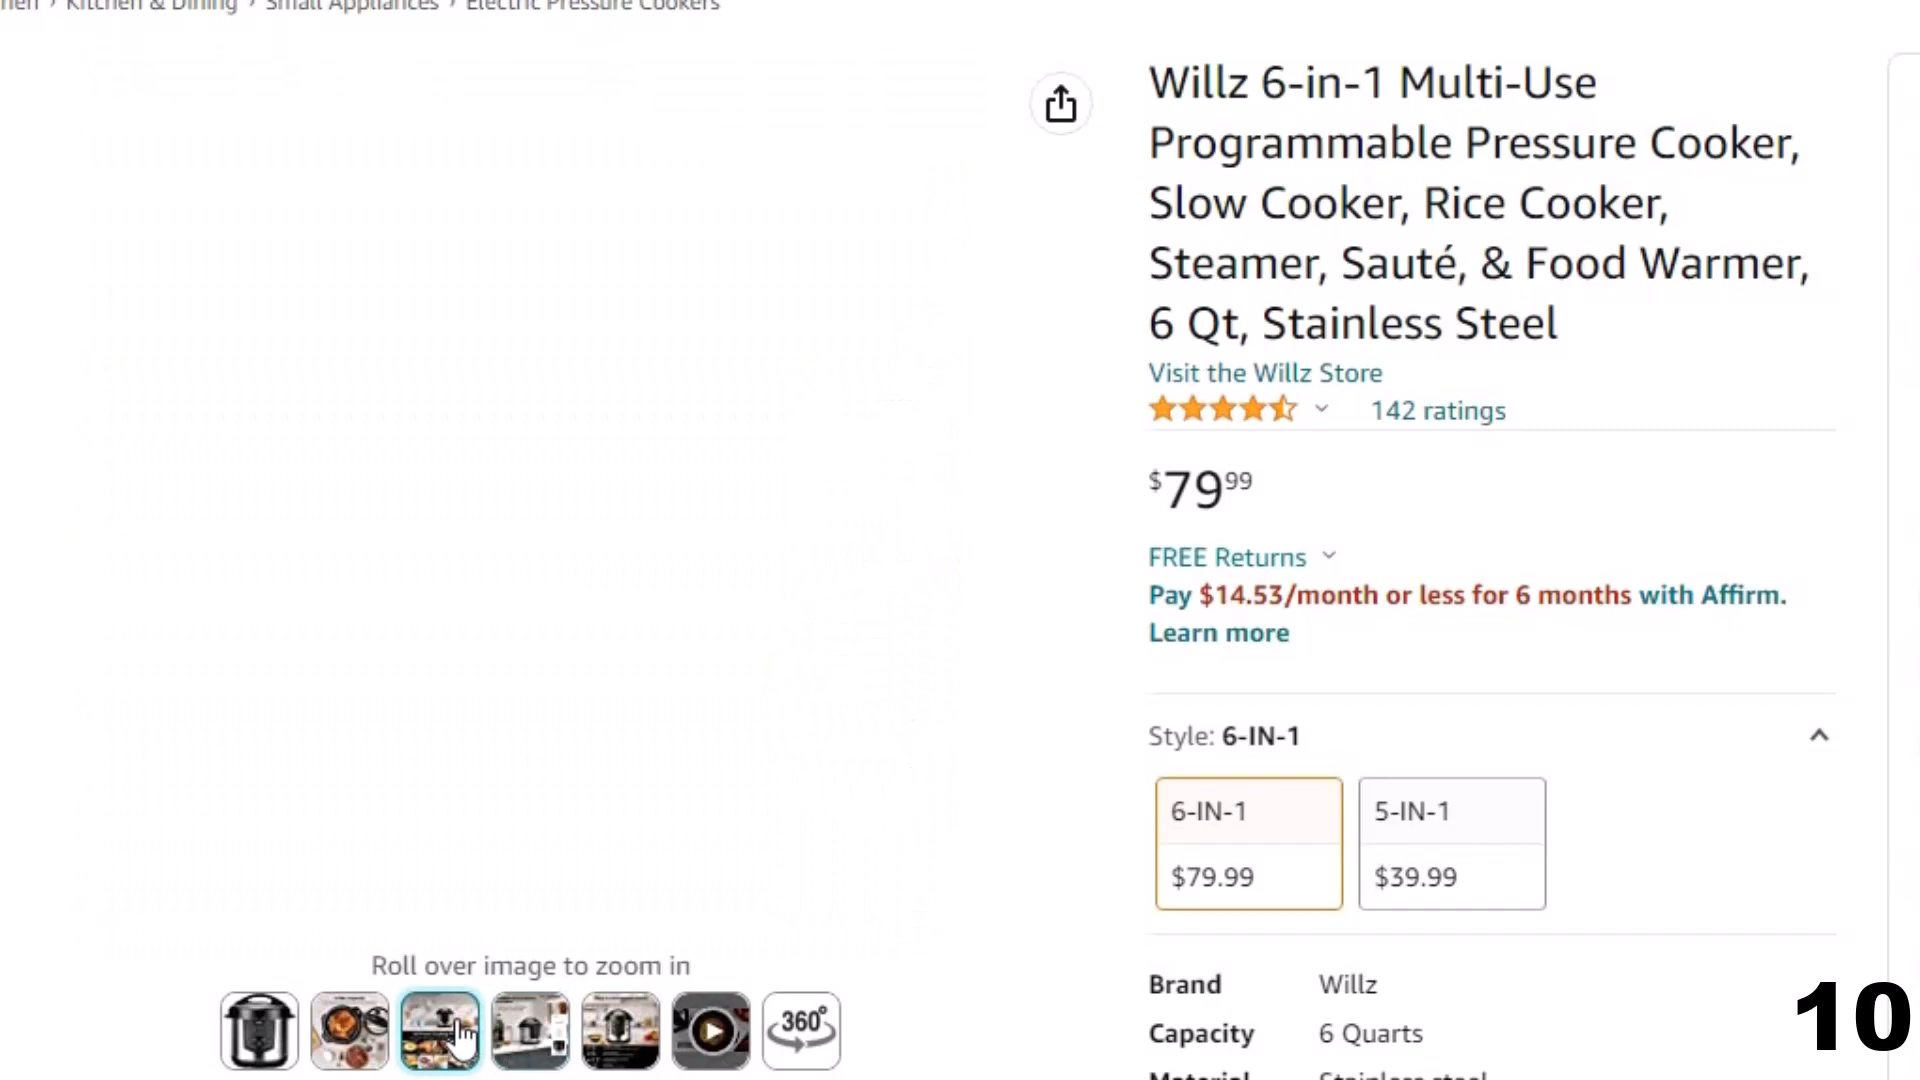 Kitchen & Dining › Small Appliances › Electric Pressure Cookers
Willz 6-in-1 Multi-Use
Programmable Pressure Cooker,
Slow Cooker, Rice Cooker,
Steamer, Sauté, & Food Warmer,
6 Qt, Stainless Steel
Visit the Willz Store
142 ratings
$7999
FREE Returns
Pay $14.53/month or less for 6 months with Affirm.
Learn more
Style: 6-IN-1
6-IN-1
5-IN-1
$79.99
$39.99
Roll over image to zoom in
360°
Brand Willz
Capacity 6 Quarts
Material Stainless steel
10